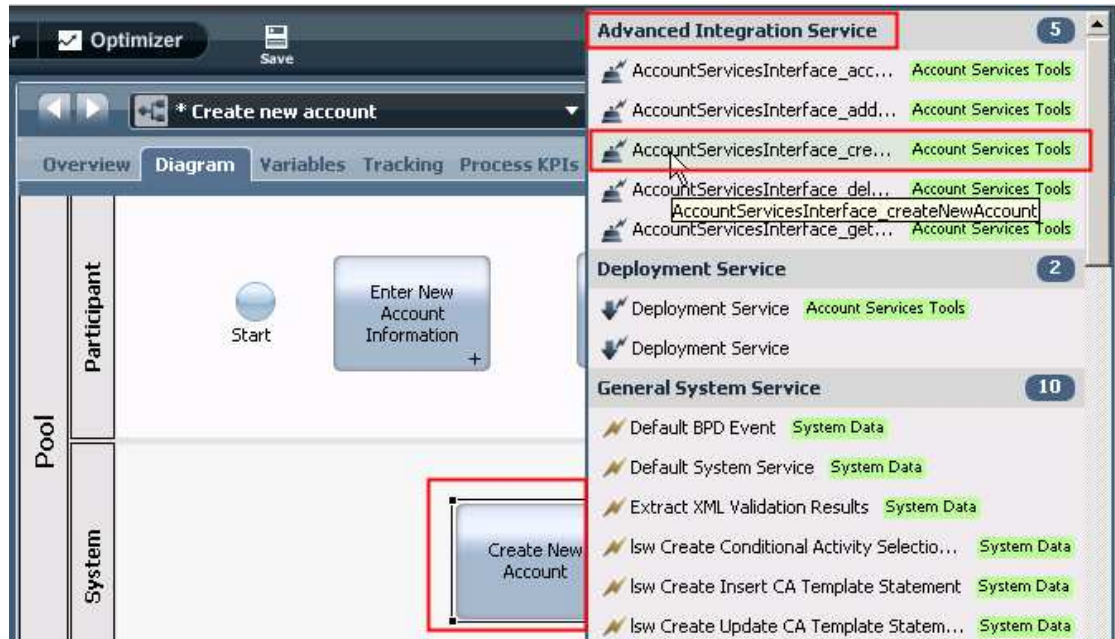 r
Optimizer
Save
* Create new account
Overview Diagram Variables Tracking Process KPIs
Pool
Participant
Start
Enter New
Account
Information
+
System
Create New
Account
Advanced Integration Service 5
AccountServicesInterface_acc... Account Services Tools
AccountServicesInterface_add... Account Services Tools
AccountServicesInterface_cre... Account Services Tools
AccountServicesInterface_del... Account Services Tools
AccountServicesInterface_createNewAccount
AccountServicesInterface_get... Account Services Tools
Deployment Service 2
Deployment Service Account Services Tools
Deployment Service
General System Service 10
Default BPD Event System Data
Default System Service System Data
Extract XML Validation Results System Data
lsw Create Conditional Activity Selectio... System Data
lsw Create Insert CA Template Statement System Data
lsw Create Update CA Template Statem... System Data